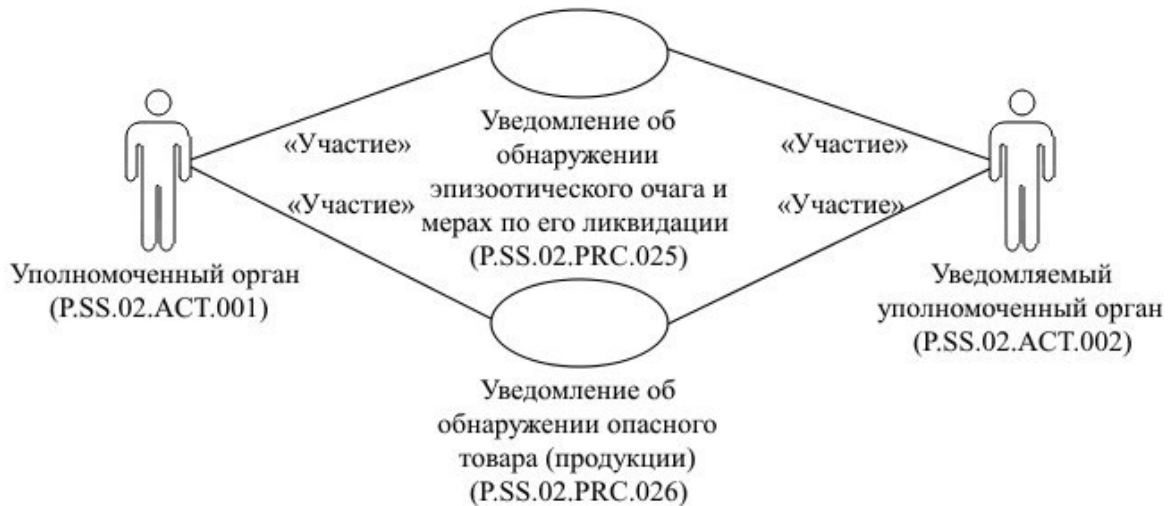 «Участие»
«Участие»
Уведомление об
обнаружении
эпизоотического очага и
мерах по его ликвидации
(P.SS.02.PRC.025)
«Участие»
«Участие»
Уполномоченный орган
(P.SS.02.ACT.001)
Уведомляемый
уполномоченный орган
(P.SS.02.ACT.002)
Уведомление об
обнаружении опасного
товара (продукции)
(P.SS.02.PRC.026)